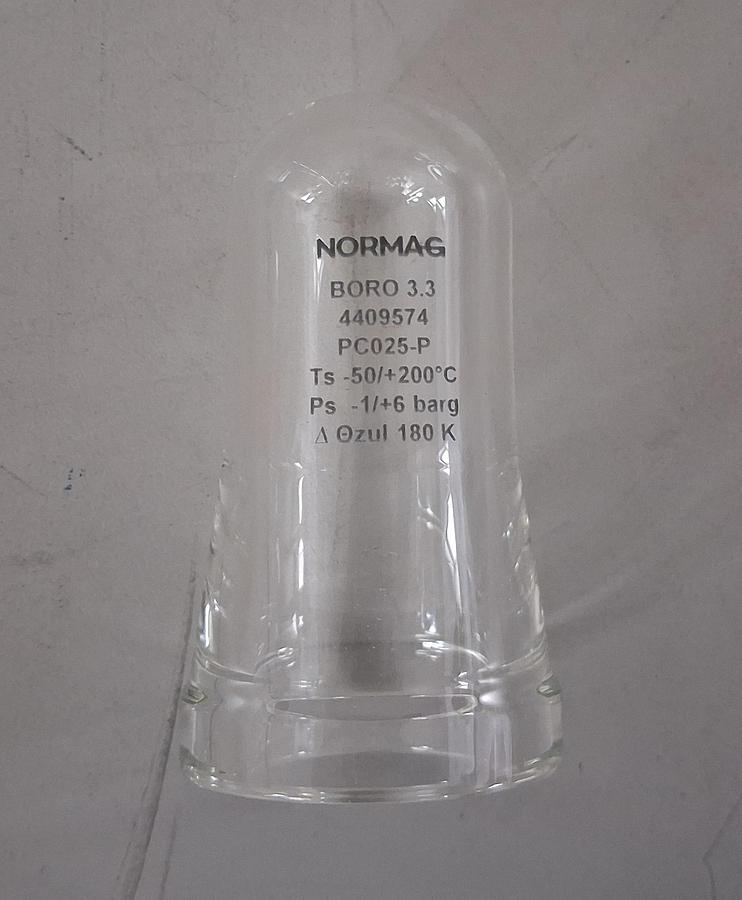 NORMAG
BORO 3.3
4409574
PC025-P
Ts -50/+200°C
Ps -1/+6 barg
Δ Θzul 180 K